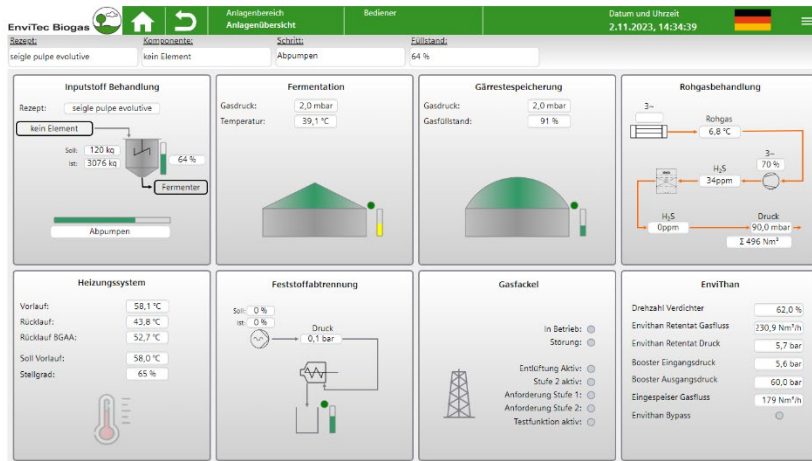 EnviTec Biogas
Anlagenbereich
Anlagenübersicht
Bediener
Datum und Uhrzeit
2.11.2023, 14:34:39
Rezept:
seigle pulpe evolutive
Komponente:
kein Element
Schritt:
Abpumpen
Füllstand:
64 %
Inputstoff Behandlung
Rezept: seigle pulpe evolutive
kein Element
Soll: 120 kg
Ist: 3076 kg
64 %
Fermenter
Abpumpen
Fermentation
Gasdruck: 2,0 mbar
Temperatur: 39,1 °C
Gärrestespeicherung
Gasdruck: 2,0 mbar
Gasfüllstand: 91 %
Rohgasbehandlung
3~
Rohgas
6,8 °C
3~
70 %
H₂S
34ppm
H₂S
0ppm
Druck
90,0 mbar
Σ 496 Nm³
Heizungssystem
Vorlauf: 58,1 °C
Rücklauf: 43,8 °C
Rücklauf BGAA: 52,7 °C
Soll Vorlauf: 58,0 °C
Stellgrad: 65 %
Feststoffabtrennung
Soll: 0 %
Ist: 0 %
Druck
0,1 bar
Gasfackel
In Betrieb:
Störung:
Entlüftung Aktiv:
Stufe 2 aktiv:
Anforderung Stufe 1:
Anforderung Stufe 2:
Testfunktion aktiv:
EnviThan
Drehzahl Verdichter 62,0 %
Envithan Retentat Gasfluss 230,9 Nm³/h
Envithan Retentat Druck 5,7 bar
Booster Eingangsdruck 5,6 bar
Booster Ausgangsdruck 60,0 bar
Eingespeiser Gasfluss 179 Nm³/h
Envithan Bypass